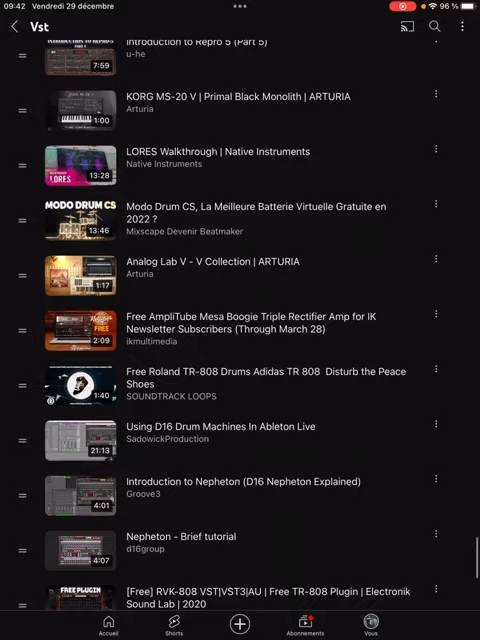 09:42 Vendredi 29 décembre
96 %
Vst
INTRODUCTION TO REPRO-5
7:59
Introduction to Repro 5 (Part 5)
u-he
1:00
KORG MS-20 V | Primal Black Monolith | ARTURIA
Arturia
LORES
13:28
LORES Walkthrough | Native Instruments
Native Instruments
MODO DRUM CS
13:46
Modo Drum CS, La Meilleure Batterie Virtuelle Gratuite en
2022 ?
Mixscape Devenir Beatmaker
1:17
Analog Lab V - V Collection | ARTURIA
Arturia
FREE
2:09
Free AmpliTube Mesa Boogie Triple Rectifier Amp for IK
Newsletter Subscribers (Through March 28)
ikmultimedia
1:40
Free Roland TR-808 Drums Adidas TR 808 Disturb the Peace
Shoes
SOUNDTRACK LOOPS
21:13
Using D16 Drum Machines In Ableton Live
SadowickProduction
4:01
Introduction to Nepheton (D16 Nepheton Explained)
Groove3
4:07
Nepheton - Brief tutorial
d16group
FREE PLUGIN
[Free] RVK-808 VST|VST3|AU | Free TR-808 Plugin | Electronik
Sound Lab | 2020
Accueil
Shorts
Abonnements
Vous